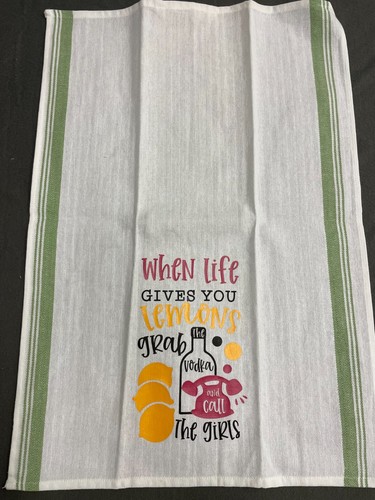 When Life
GIVES YOU
Lemons
grab the
vodka
and
call
The Girls